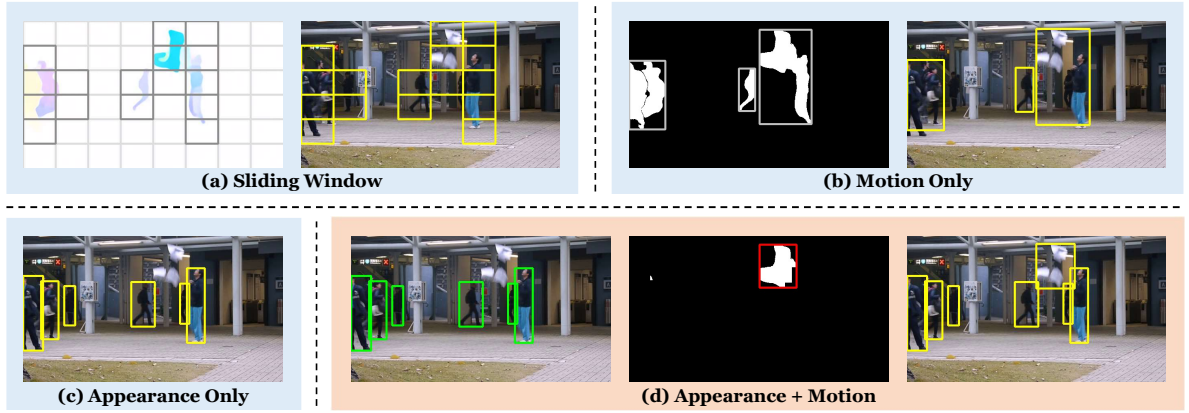 (a) Sliding Window
(b) Motion Only
(c) Appearance Only
(d) Appearance + Motion